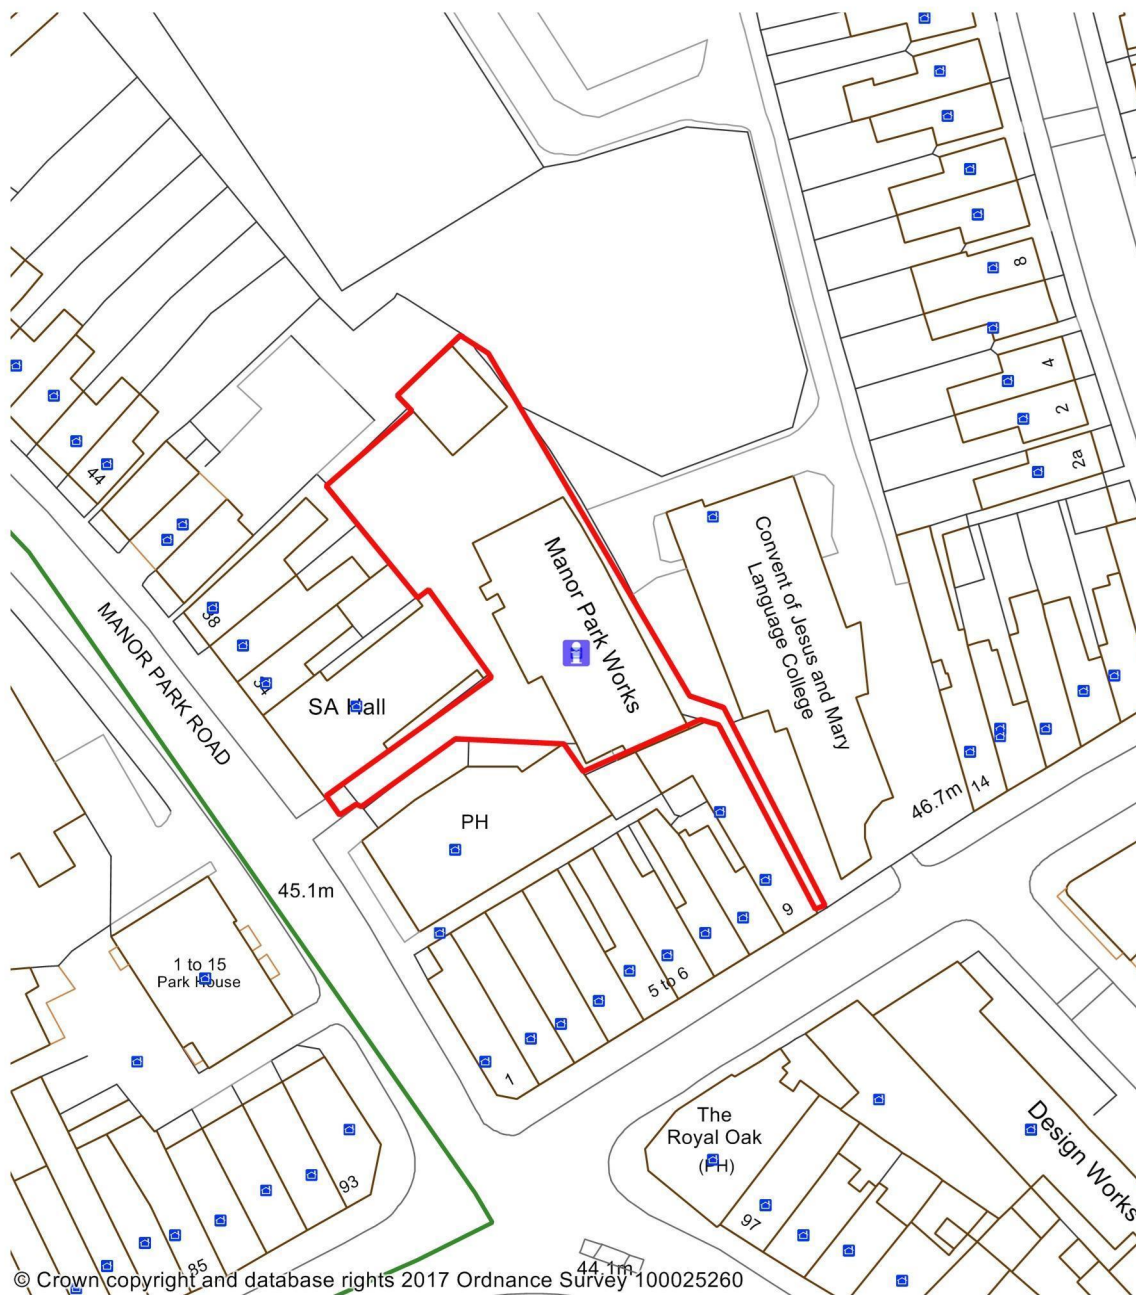 8
4
2
2a
44
Manor Park Works
Convent of Jesus and Mary
Language College
MANOR PARK ROAD
SA Hall
46.7m
14
PH
45.1m
9
1 to 15
Park House
5 to 6
1
The
Royal Oak
(PH)
Design Works
93
97
85
44.1m
© Crown copyright and database rights 2017 Ordnance Survey 100025260